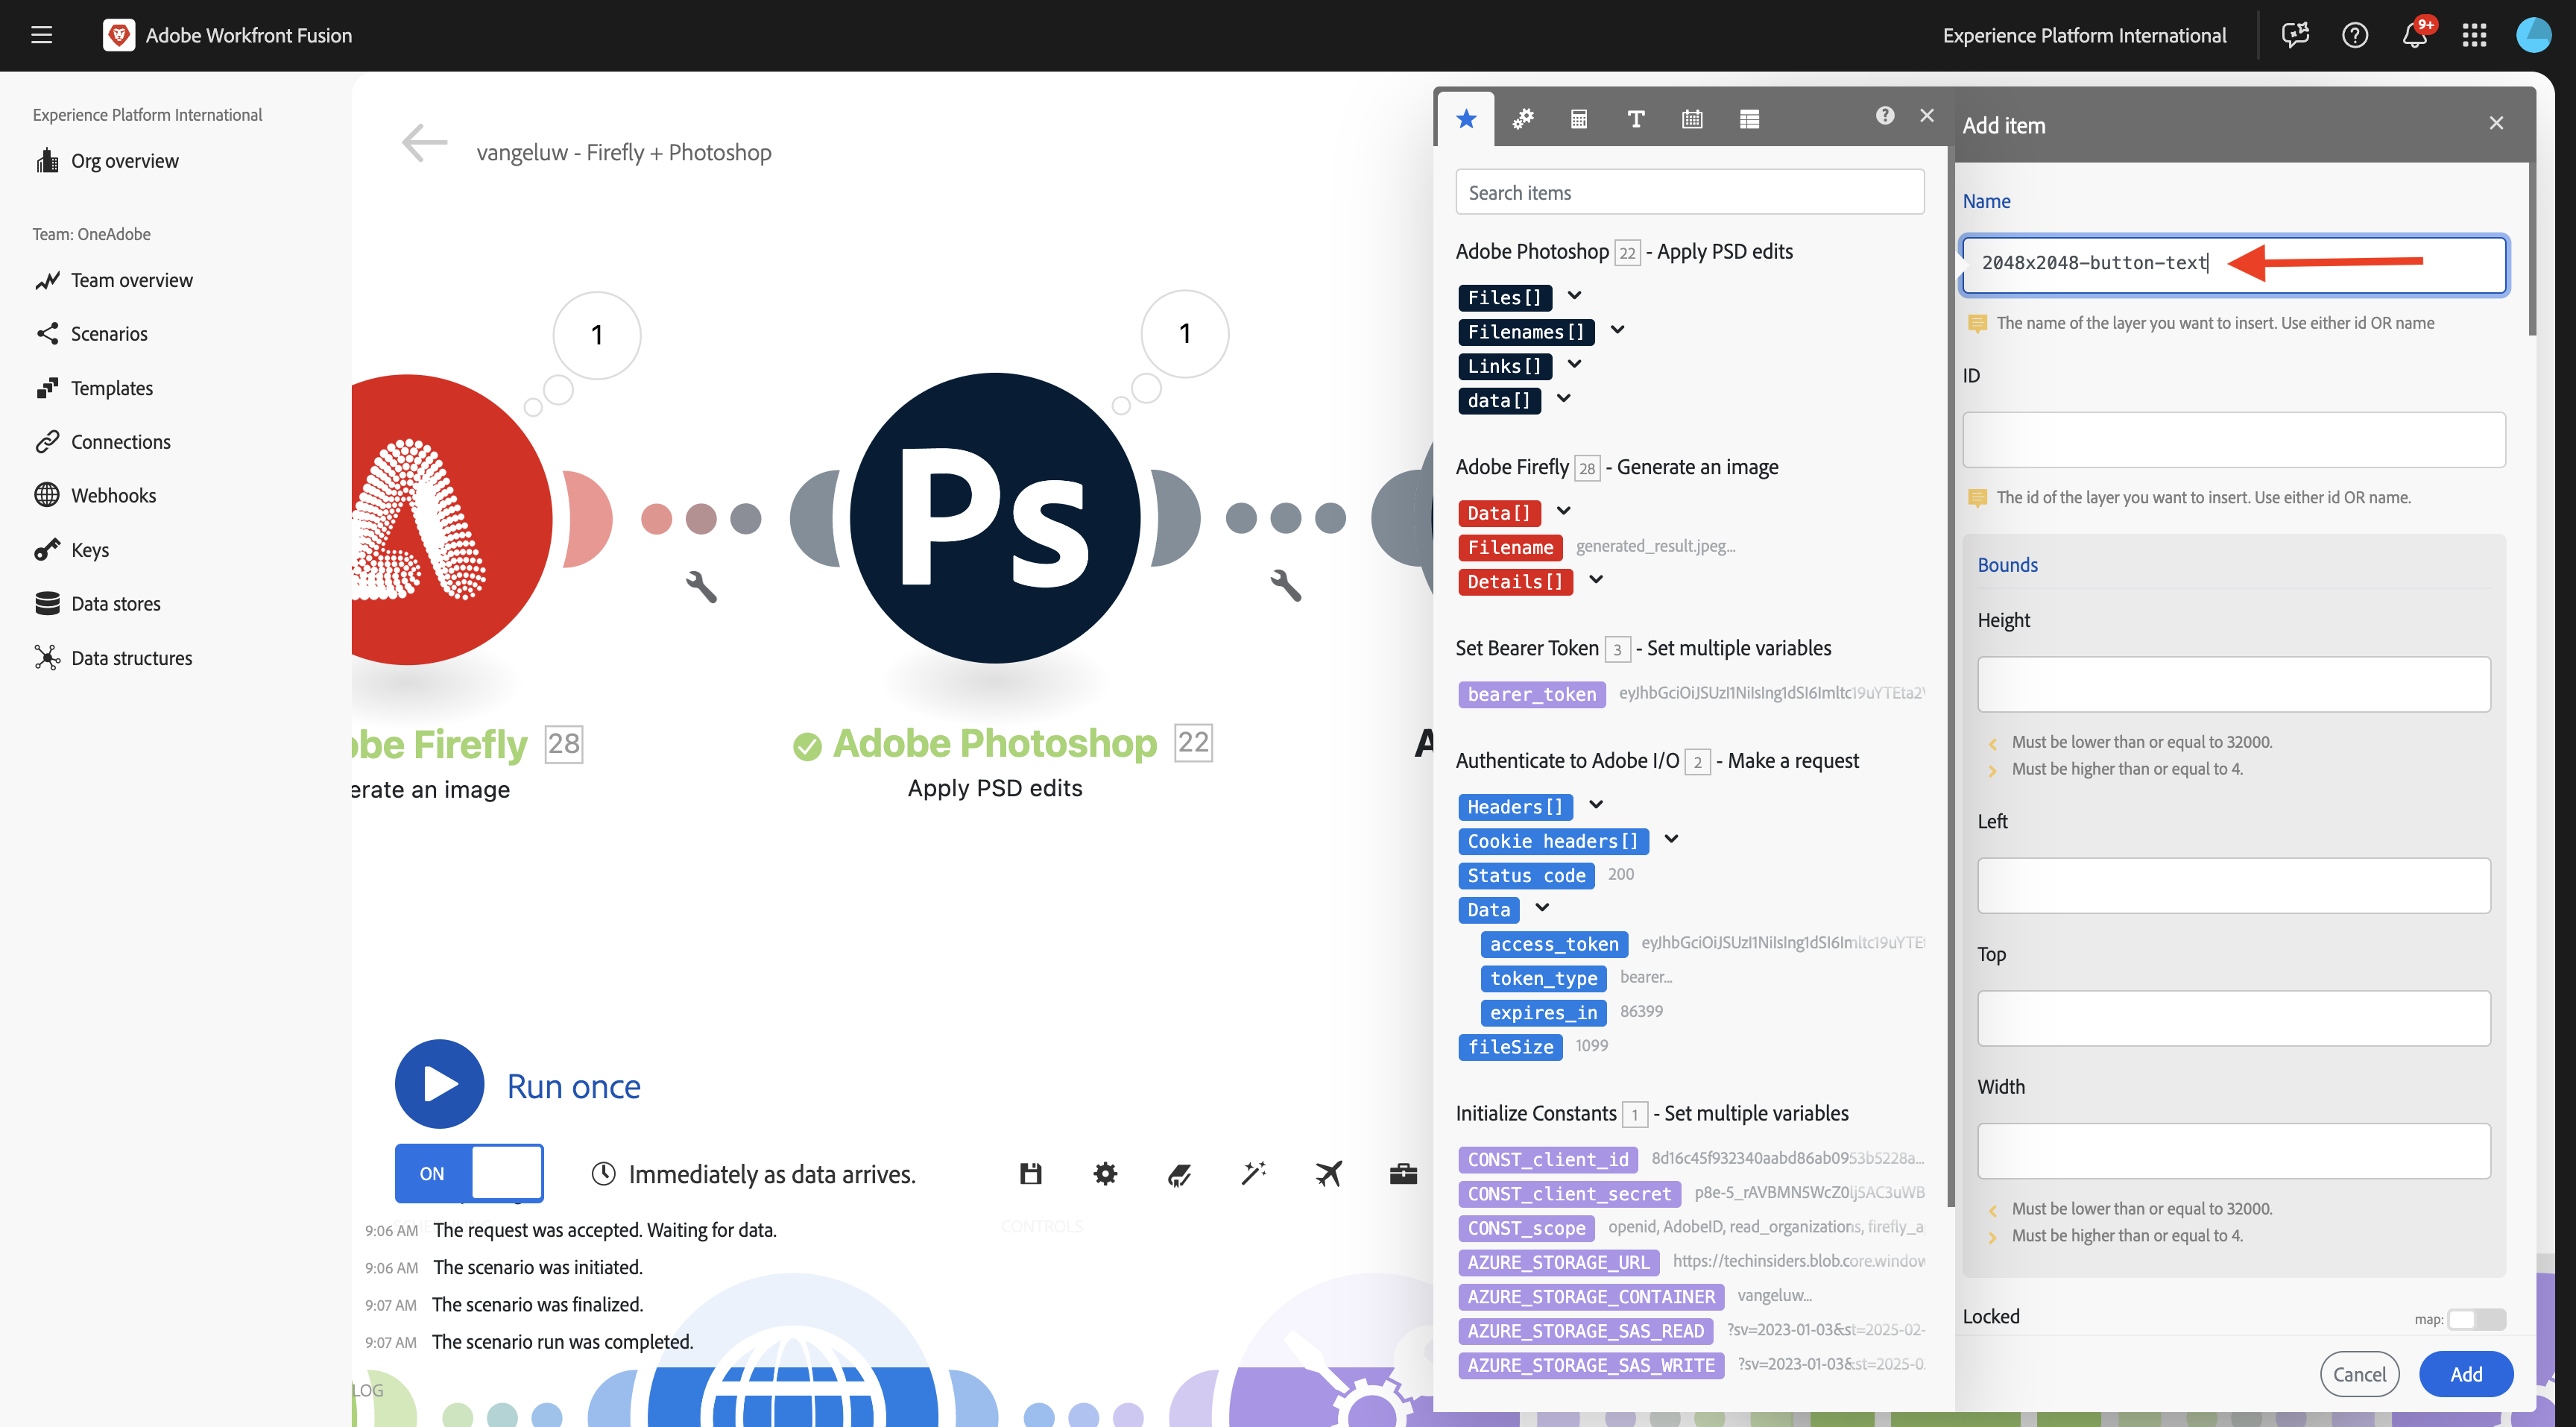 Adobe Workfront Fusion
Experience Platform International
9+
Experience Platform International
Org overview
Team: OneAdobe
Team overview
Scenarios
Templates
Connections
Webhooks
Keys
Data stores
Data structures
vangeluw - Firefly + Photoshop
1
1
Ps
obe Firefly 28
erate an image
Adobe Photoshop 22
Apply PSD edits
A
Run once
ON
Immediately as data arrives.
CONTROLS
9:06 AM The request was accepted. Waiting for data.
9:06 AM The scenario was initiated.
9:07 AM The scenario was finalized.
9:07 AM The scenario run was completed.
LOG
Search items
Adobe Photoshop 22 - Apply PSD edits
Files[]
Filenames[]
Links[]
data[]
Adobe Firefly 28 - Generate an image
Data[]
Filename generated_result.jpeg...
Details[]
Set Bearer Token 3 - Set multiple variables
bearer_token
Authenticate to Adobe I/O 2 - Make a request
Headers[]
Cookie headers[]
Status code 200
Data
access_token
token_type bearer...
expires_in 86399
fileSize 1099
Initialize Constants 1 - Set multiple variables
CONST_client_id 8d16c45f932340aabd86ab0953b5228a...
CONST_client_secret
CONST_scope openid, AdobeID, read_organizations, firefly_a
AZURE_STORAGE_URL https://techinsiders.blob.core.window
AZURE_STORAGE_CONTAINER vangeluw...
AZURE_STORAGE_SAS_READ ?sv=2023-01-03&st=2025-02-
AZURE_STORAGE_SAS_WRITE ?sv=2023-01-03&st=2025-0
Add item
Name
2048x2048-button-text
The name of the layer you want to insert. Use either id OR name
ID
The id of the layer you want to insert. Use either id OR name.
Bounds
Height
Must be lower than or equal to 32000.
Must be higher than or equal to 4.
Left
Top
Width
Must be lower than or equal to 32000.
Must be higher than or equal to 4.
Locked
map:
Cancel
Add